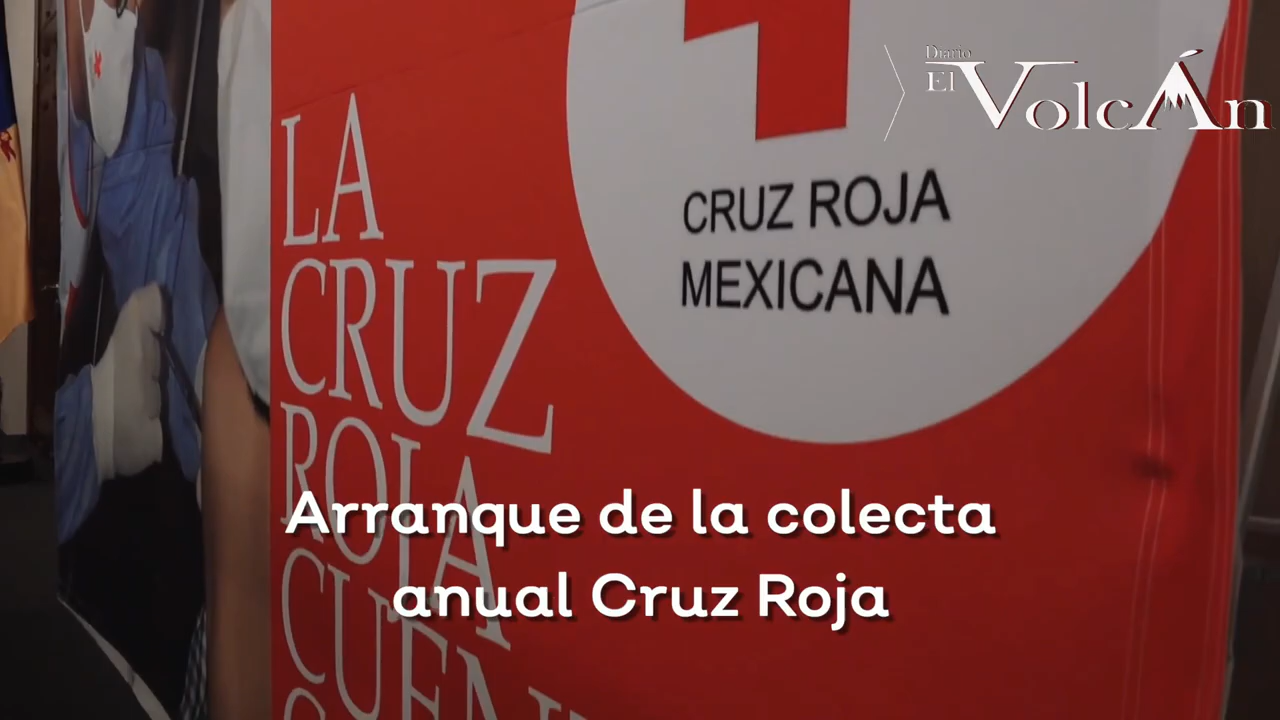 Diario
El Volcán
CRUZ ROJA
MEXICANA
LA
CRUZ
ROJA
Arranque de la colecta
anual Cruz Roja